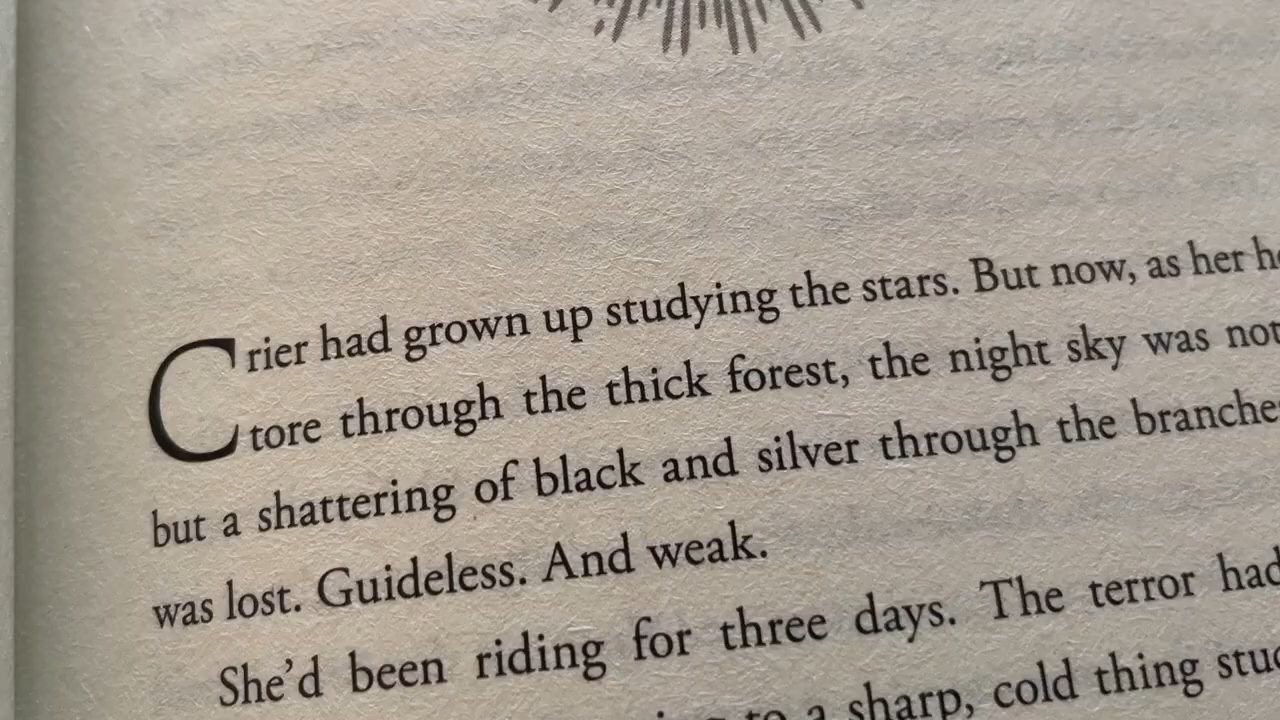 Crier had grown up studying the stars. But now, as her
tore through the thick forest, the night sky was
but a shattering of black and silver through the
was lost. Guideless. And weak.
She’d been riding for three days. The terror had
to a sharp, cold thing